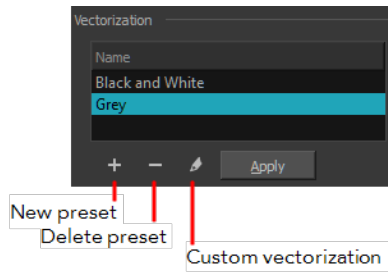 Vectorization
Name
Black and White
Grey
Apply
New preset
Delete preset
Custom vectorization